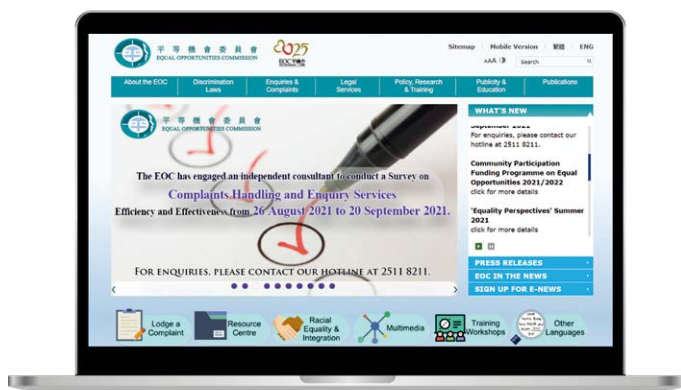 平等機會委員會
EQUAL OPPORTUNITIES COMMISSION
2025
Sitemap
Mobile Version
繁體
ENG
AAA
Search
About the EOC
Discrimination
Laws
Enquiries &
Complaints
Legal
Services
Policy, Research
& Training
Publicity &
Education
Publications
平等機會委員會
EQUAL OPPORTUNITIES COMMISSION
The EOC has engaged an independent consultant to conduct a Survey on
Complaints Handling and Enquiry Services
Efficiency and Effectiveness from 26 August 2021 to 20 September 2021.
FOR ENQUIRIES, PLEASE CONTACT OUR HOTLINE AT 2511 8211.
WHAT'S NEW
September 2021
For enquiries, please contact our
hotline at 2511 8211.
Community Participation
Funding Programme on Equal
Opportunities 2021/2022
click for more details
'Equality Perspectives' Summer
2021
click for more details
PRESS RELEASES
EOC IN THE NEWS
SIGN UP FOR E-NEWS
Lodge a
Complaint
Resource
Centre
Racial
Equality &
Integration
Multimedia
Training
Workshops
Other
Languages